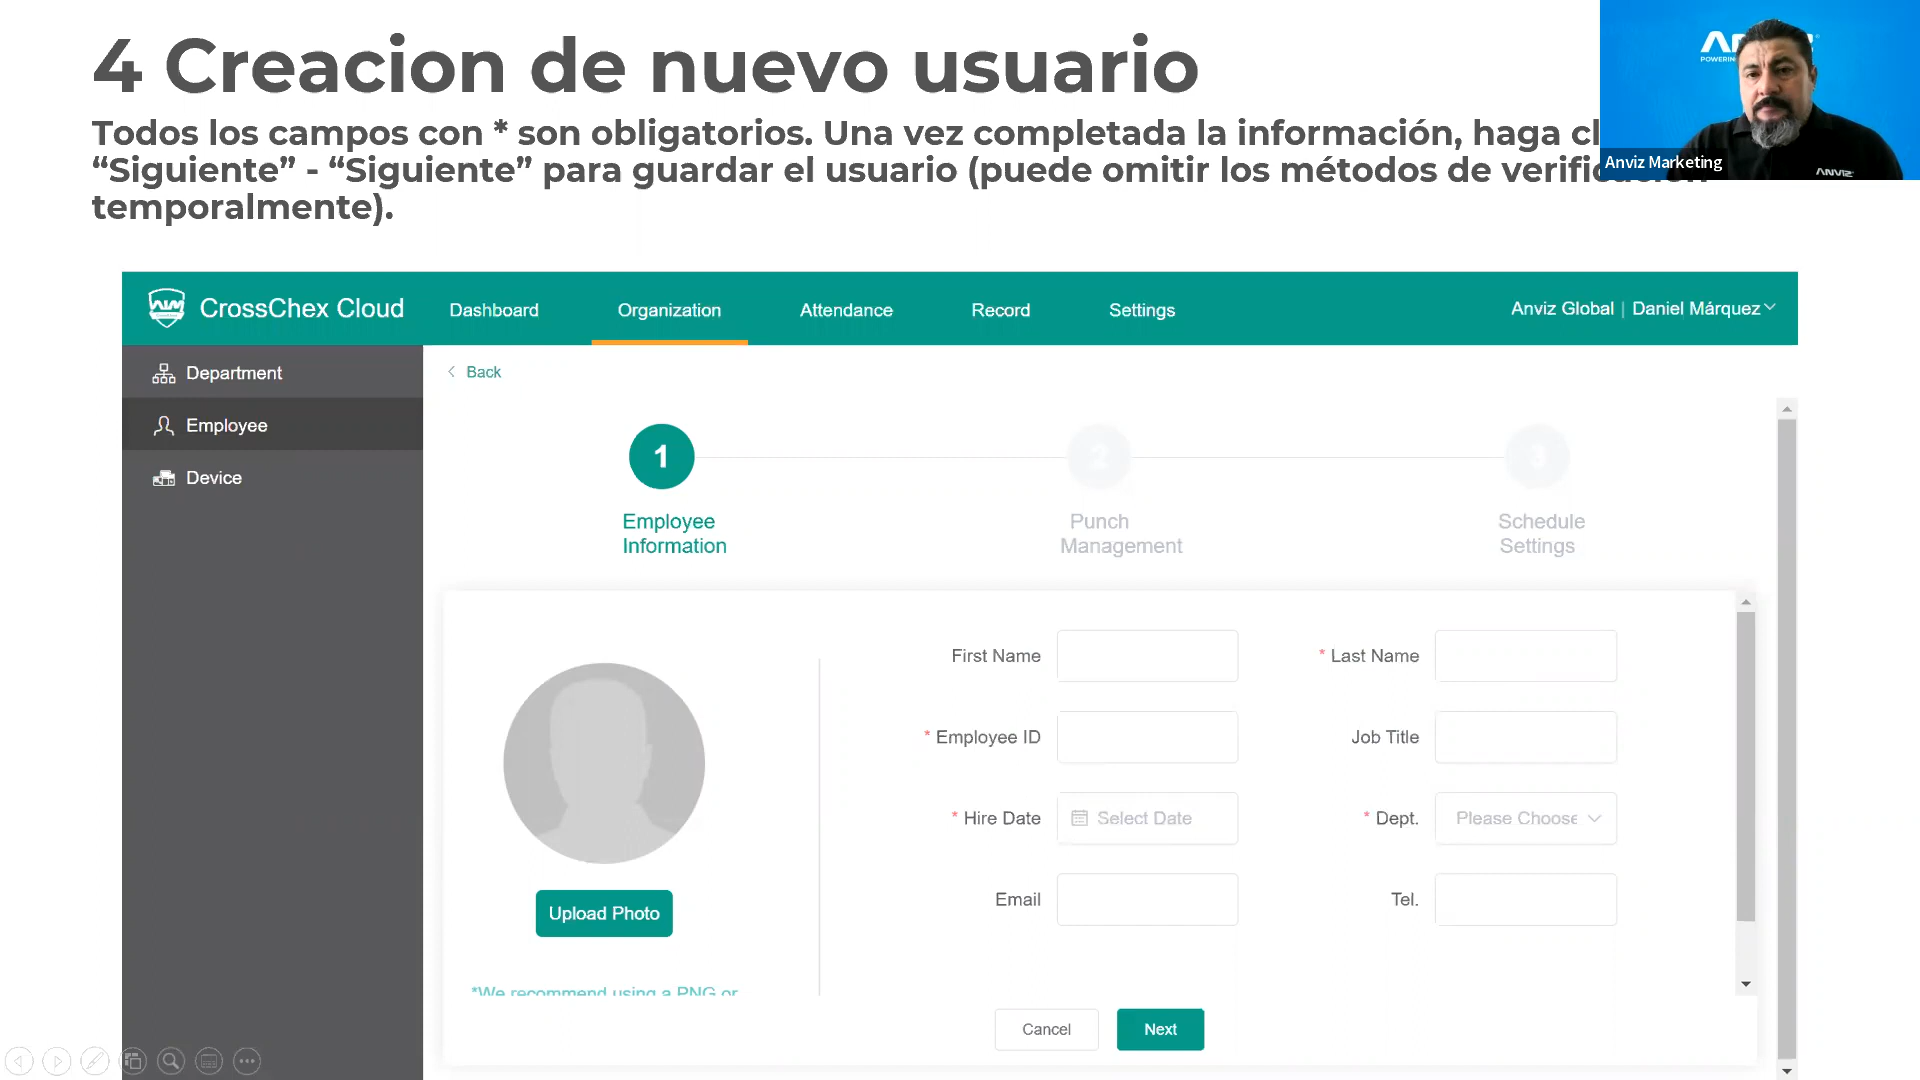 4 Creacion de nuevo usuario
Todos los campos con * son obligatorios. Una vez completada la información, haga
“Siguiente” - “Siguiente” para guardar el usuario (puede omitir los métodos de
temporalmente).
Anviz Marketing
ANVIZ
CrossChex Cloud
Dashboard
Organization
Attendance
Record
Settings
Anviz Global | Daniel Márquez
Department
Employee
Device
Back
1
2
3
Employee
Information
Punch
Management
Schedule
Settings
First Name
* Last Name
* Employee ID
Job Title
* Hire Date
Select Date
* Dept.
Please Choose
Email
Tel.
Upload Photo
*We recommend using a PNG or
Cancel
Next